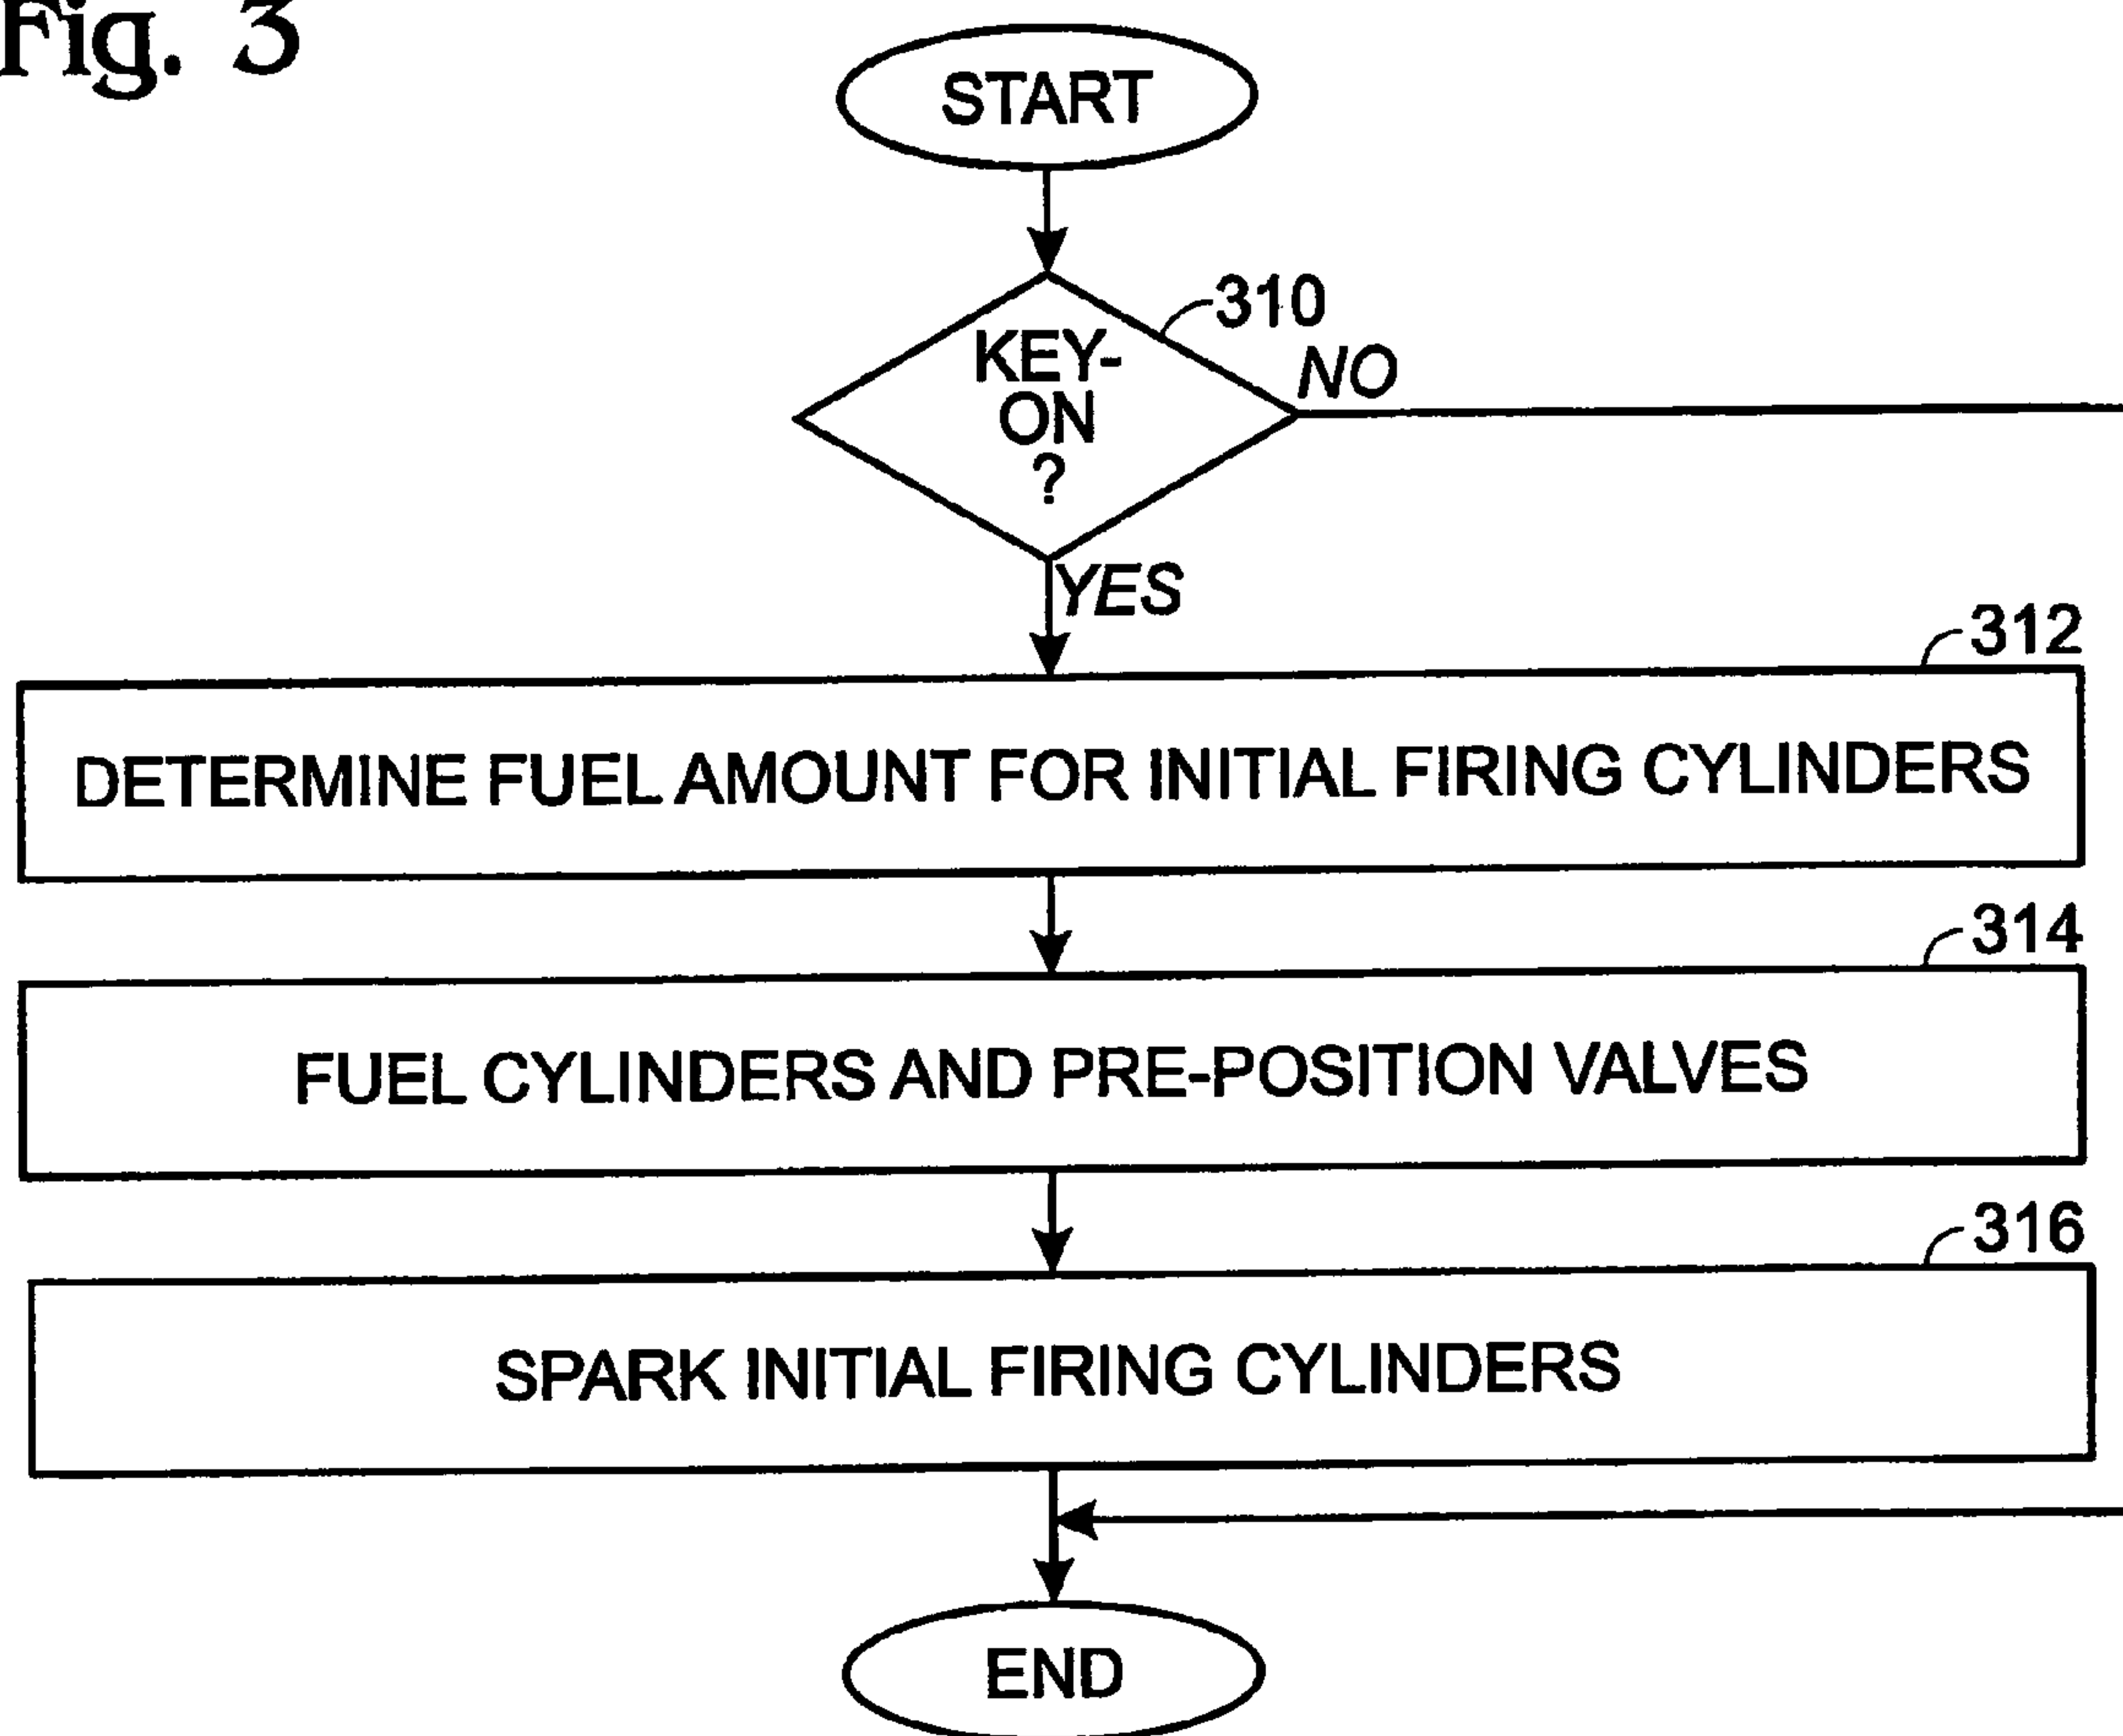 Fig. 3
START
310
KEY-
ON
?
NO
YES
312
DETERMINE FUEL AMOUNT FOR INITIAL FIRING CYLINDERS
314
FUEL CYLINDERS AND PRE-POSITION VALVES
316
SPARK INITIAL FIRING CYLINDERS
END